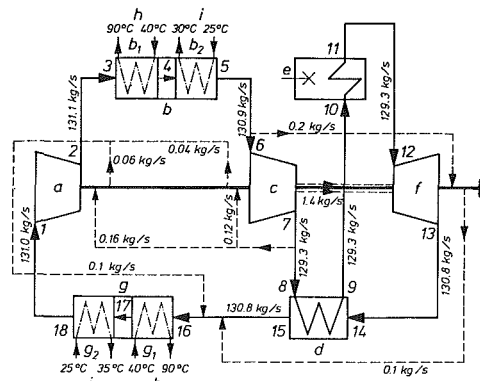 h i
90°C 40°C 30°C 25°C
b1 b2
3 4 5
b
131.1 kg/s
130.9 kg/s
11
e
10
129.3 kg/s
0.2 kg/s
2
0.06 kg/s
0.04 kg/s
6
12
a
c
f
1.4 kg/s
1
131.0 kg/s
0.16 kg/s
0.12 kg/s
7
129.3 kg/s
129.3 kg/s
13
130.8 kg/s
0.1 kg/s
g
17
18
16
130.8 kg/s
8 9
15 14
d
g2 g1
25°C 35°C 40°C 90°C
0.1 kg/s